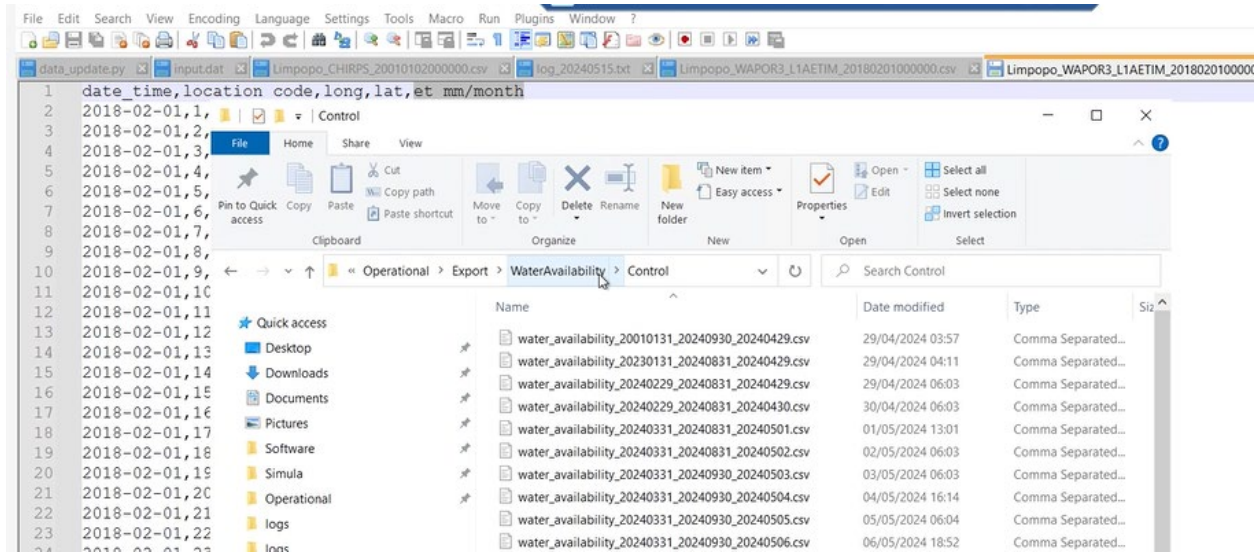 File Edit Search View Encoding Language Settings Tools Macro Run Plugins Window ?
data_update.py input.dat Limpopo_CHIRPS_20010102000000.csv log_20240515.txt Limpopo_WAPOR3_L1AETIM_20180201000000.csv Limpopo_WAPOR3_L1AETIM_2018020100000
1 date_time,location code,long,lat,et mm/month
2 2018-02-01,1,
3 2018-02-01,2,
4 2018-02-01,3,
5 2018-02-01,4,
6 2018-02-01,5,
7 2018-02-01,6,
8 2018-02-01,7,
9 2018-02-01,8,
10 2018-02-01,9,
11 2018-02-01,10
12 2018-02-01,11
13 2018-02-01,12
14 2018-02-01,13
15 2018-02-01,14
16 2018-02-01,15
17 2018-02-01,16
18 2018-02-01,17
19 2018-02-01,18
20 2018-02-01,19
21 2018-02-01,20
22 2018-02-01,21
23 2018-02-01,22
Control
File Home Share View
Pin to Quick access
Copy
Paste
Cut
Copy path
Paste shortcut
Clipboard
Move to
Copy to
Delete
Rename
Organize
New folder
New item
Easy access
New
Properties
Open
Edit
Open
Select all
Select none
Invert selection
Select
« Operational > Export > WaterAvailability > Control
Search Control
Quick access
Desktop
Downloads
Documents
Pictures
Software
Simula
Operational
logs
logs
Name Date modified Type Siz
water_availability_20010131_20240930_20240429.csv 29/04/2024 03:57 Comma Separated...
water_availability_20230131_20240831_20240429.csv 29/04/2024 04:11 Comma Separated...
water_availability_20240229_20240831_20240429.csv 29/04/2024 06:03 Comma Separated...
water_availability_20240229_20240831_20240430.csv 30/04/2024 06:03 Comma Separated...
water_availability_20240331_20240831_20240501.csv 01/05/2024 13:01 Comma Separated...
water_availability_20240331_20240831_20240502.csv 02/05/2024 06:03 Comma Separated...
water_availability_20240331_20240930_20240503.csv 03/05/2024 06:03 Comma Separated...
water_availability_20240331_20240930_20240504.csv 04/05/2024 16:14 Comma Separated...
water_availability_20240331_20240930_20240505.csv 05/05/2024 06:04 Comma Separated...
water_availability_20240331_20240930_20240506.csv 06/05/2024 18:52 Comma Separated...